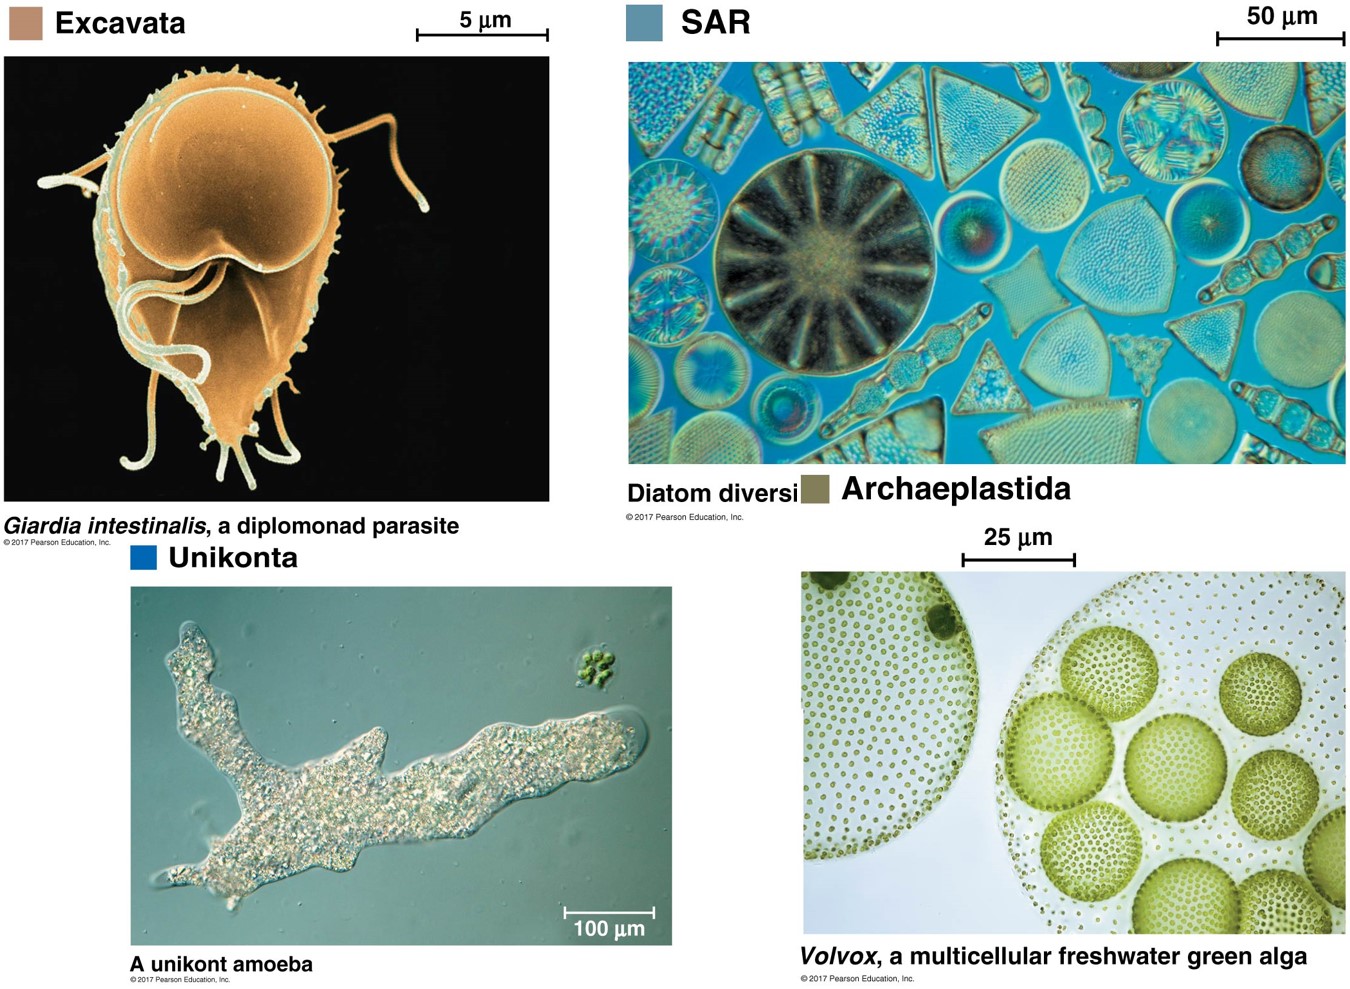 Excavata
5 μm
SAR
50 μm
Giardia intestinalis, a diplomonad parasite
© 2017 Pearson Education, Inc.
Diatom diversi
© 2017 Pearson Education, Inc.
Archaeplastida
25 μm
Unikonta
100 μm
A unikont amoeba
© 2017 Pearson Education, Inc.
Volvox, a multicellular freshwater green alga
© 2017 Pearson Education, Inc.